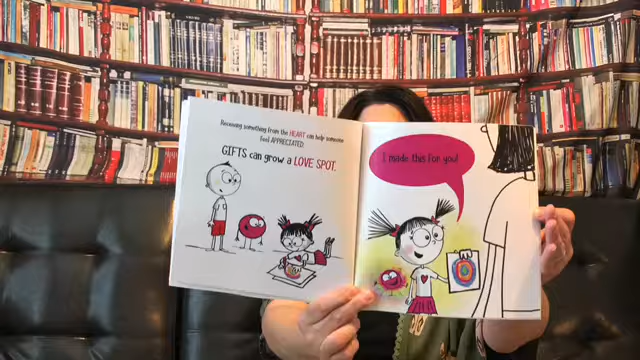 Receiving something from the HEART can help someone
feel APPRECIATED.
GIFTS can grow a LOVE SPOT.
I made this for you!